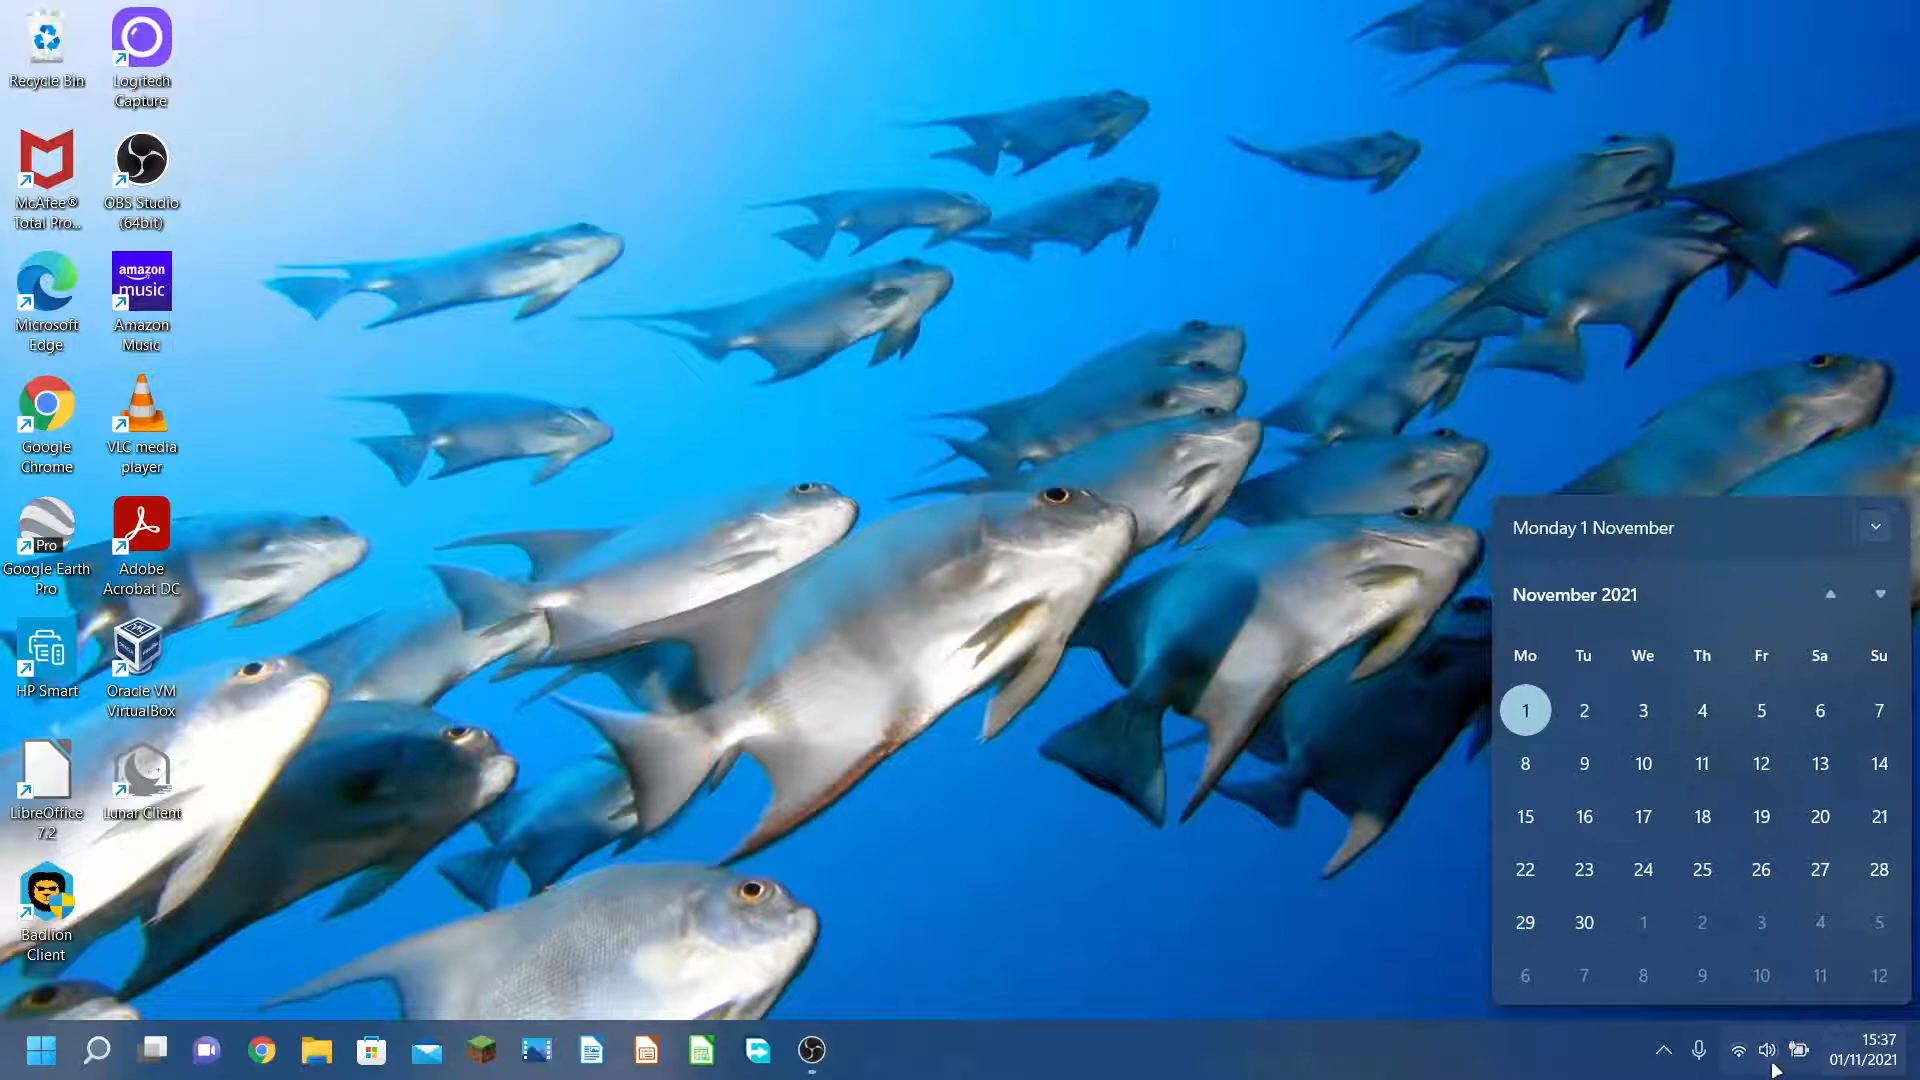 Recycle Bin
Logitech
Capture
McAfee®
Total Pro...
OBS Studio
(64bit)
amazon
music
Microsoft
Edge
Amazon
Music
Google
Chrome
VLC media
player
Pro
Google Earth
Pro
Adobe
Acrobat DC
HP Smart
Oracle VM
VirtualBox
LibreOffice
7.2
Lunar Client
Badlion
Client
Monday 1 November
November 2021
Mo Tu We Th Fr Sa Su
1 2 3 4 5 6 7
8 9 10 11 12 13 14
15 16 17 18 19 20 21
22 23 24 25 26 27 28
29 30 1 2 3 4 5
6 7 8 9 10 11 12
15:37
01/11/2021